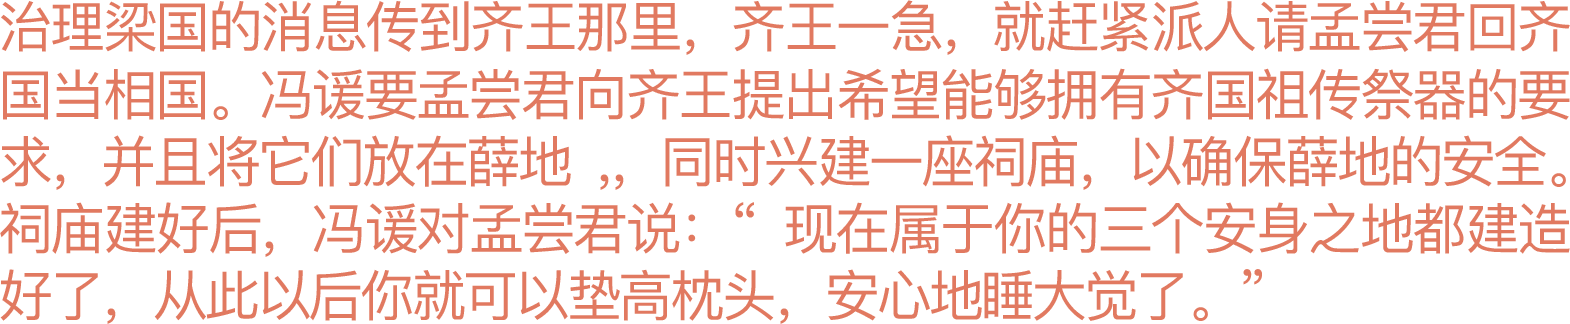 治理梁国的消息传到齐王那里，齐王一急，就赶紧派人请孟尝君回齐
国当相国。冯谖要孟尝君向齐王提出希望能够拥有齐国祖传祭器的要
求，并且将它们放在薛地 ,，同时兴建一座祠庙，以确保薛地的安全。
祠庙建好后，冯谖对孟尝君说：“ 现在属于你的三个安身之地都建造
好了，从此以后你就可以垫高枕头，安心地睡大觉了。”